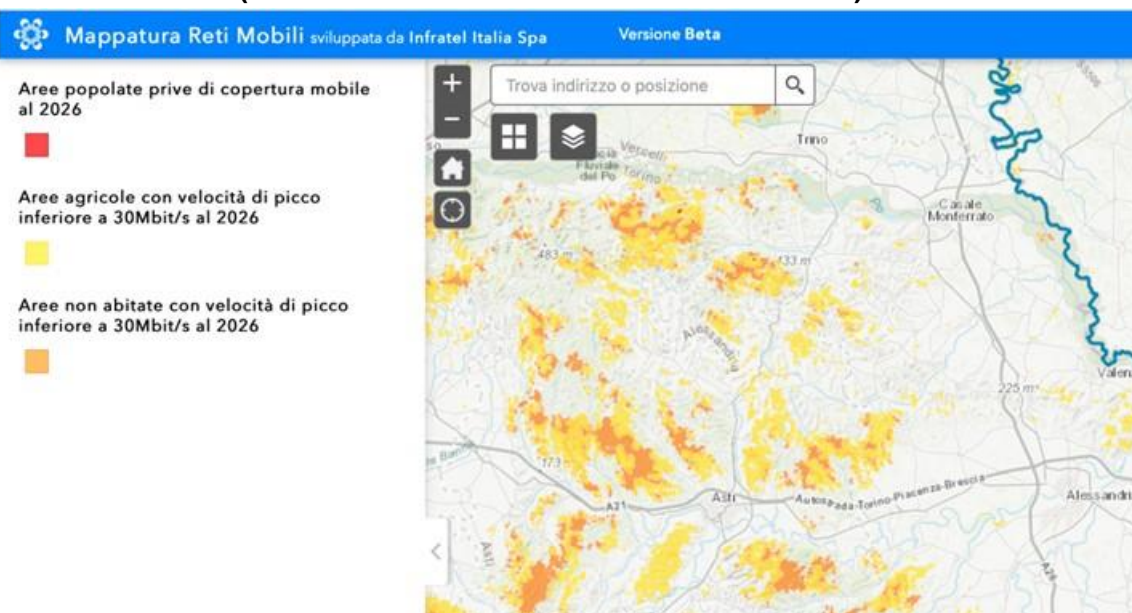 Mappatura Reti Mobili sviluppata da Infratel Italia Spa
Versione Beta
Aree popolate prive di copertura mobile
al 2026
Aree agricole con velocità di picco
inferiore a 30Mbit/s al 2026
Aree non abitate con velocità di picco
inferiore a 30Mbit/s al 2026
+
−
Trova indirizzo o posizione
Trino
Vercelli
Torino
Fluviale
del Po
Po
Casale
Monferrato
483 m
133 m
Alessandria
Valen
225 m
173
Asti
A21
Autostrada-Torino-Piacenza-Brescia
Alessandri
Asti
A26